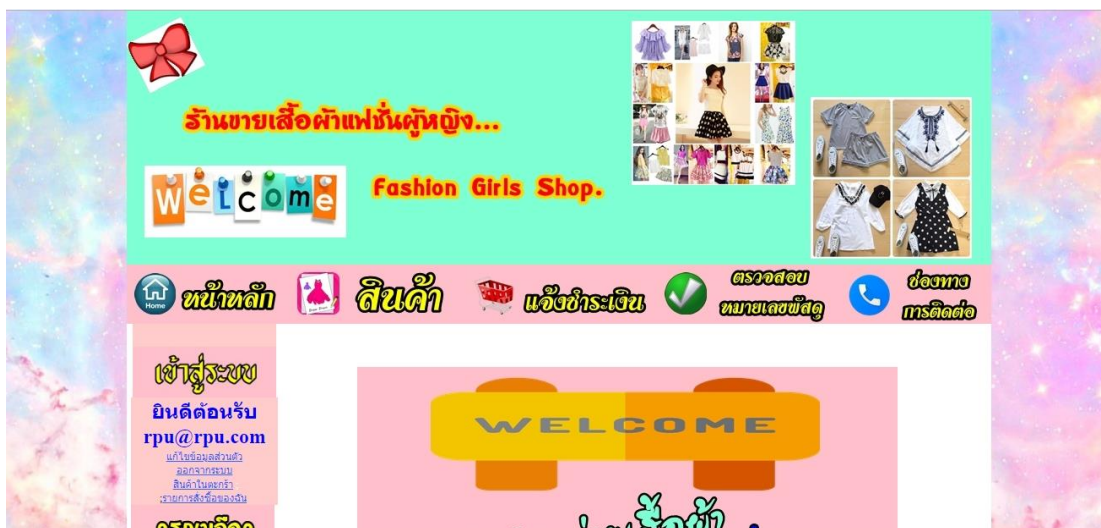 ร้านขายเสื้อผ้าแฟชั่นผู้หญิง...
Welcome
Fashion Girls Shop.
Home
หน้าหลัก
สินค้า
แจ้งชำระเงิน
ตรวจสอบ
หมายเลขพัสดุ
ช่องทาง
การติดต่อ
เข้าสู่ระบบ
ยินดีต้อนรับ
rpu@rpu.com
แก้ไขข้อมูลส่วนตัว
ออกจากระบบ
สินค้าในตะกร้า
;รายการสั่งซื้อของฉัน
WELCOME